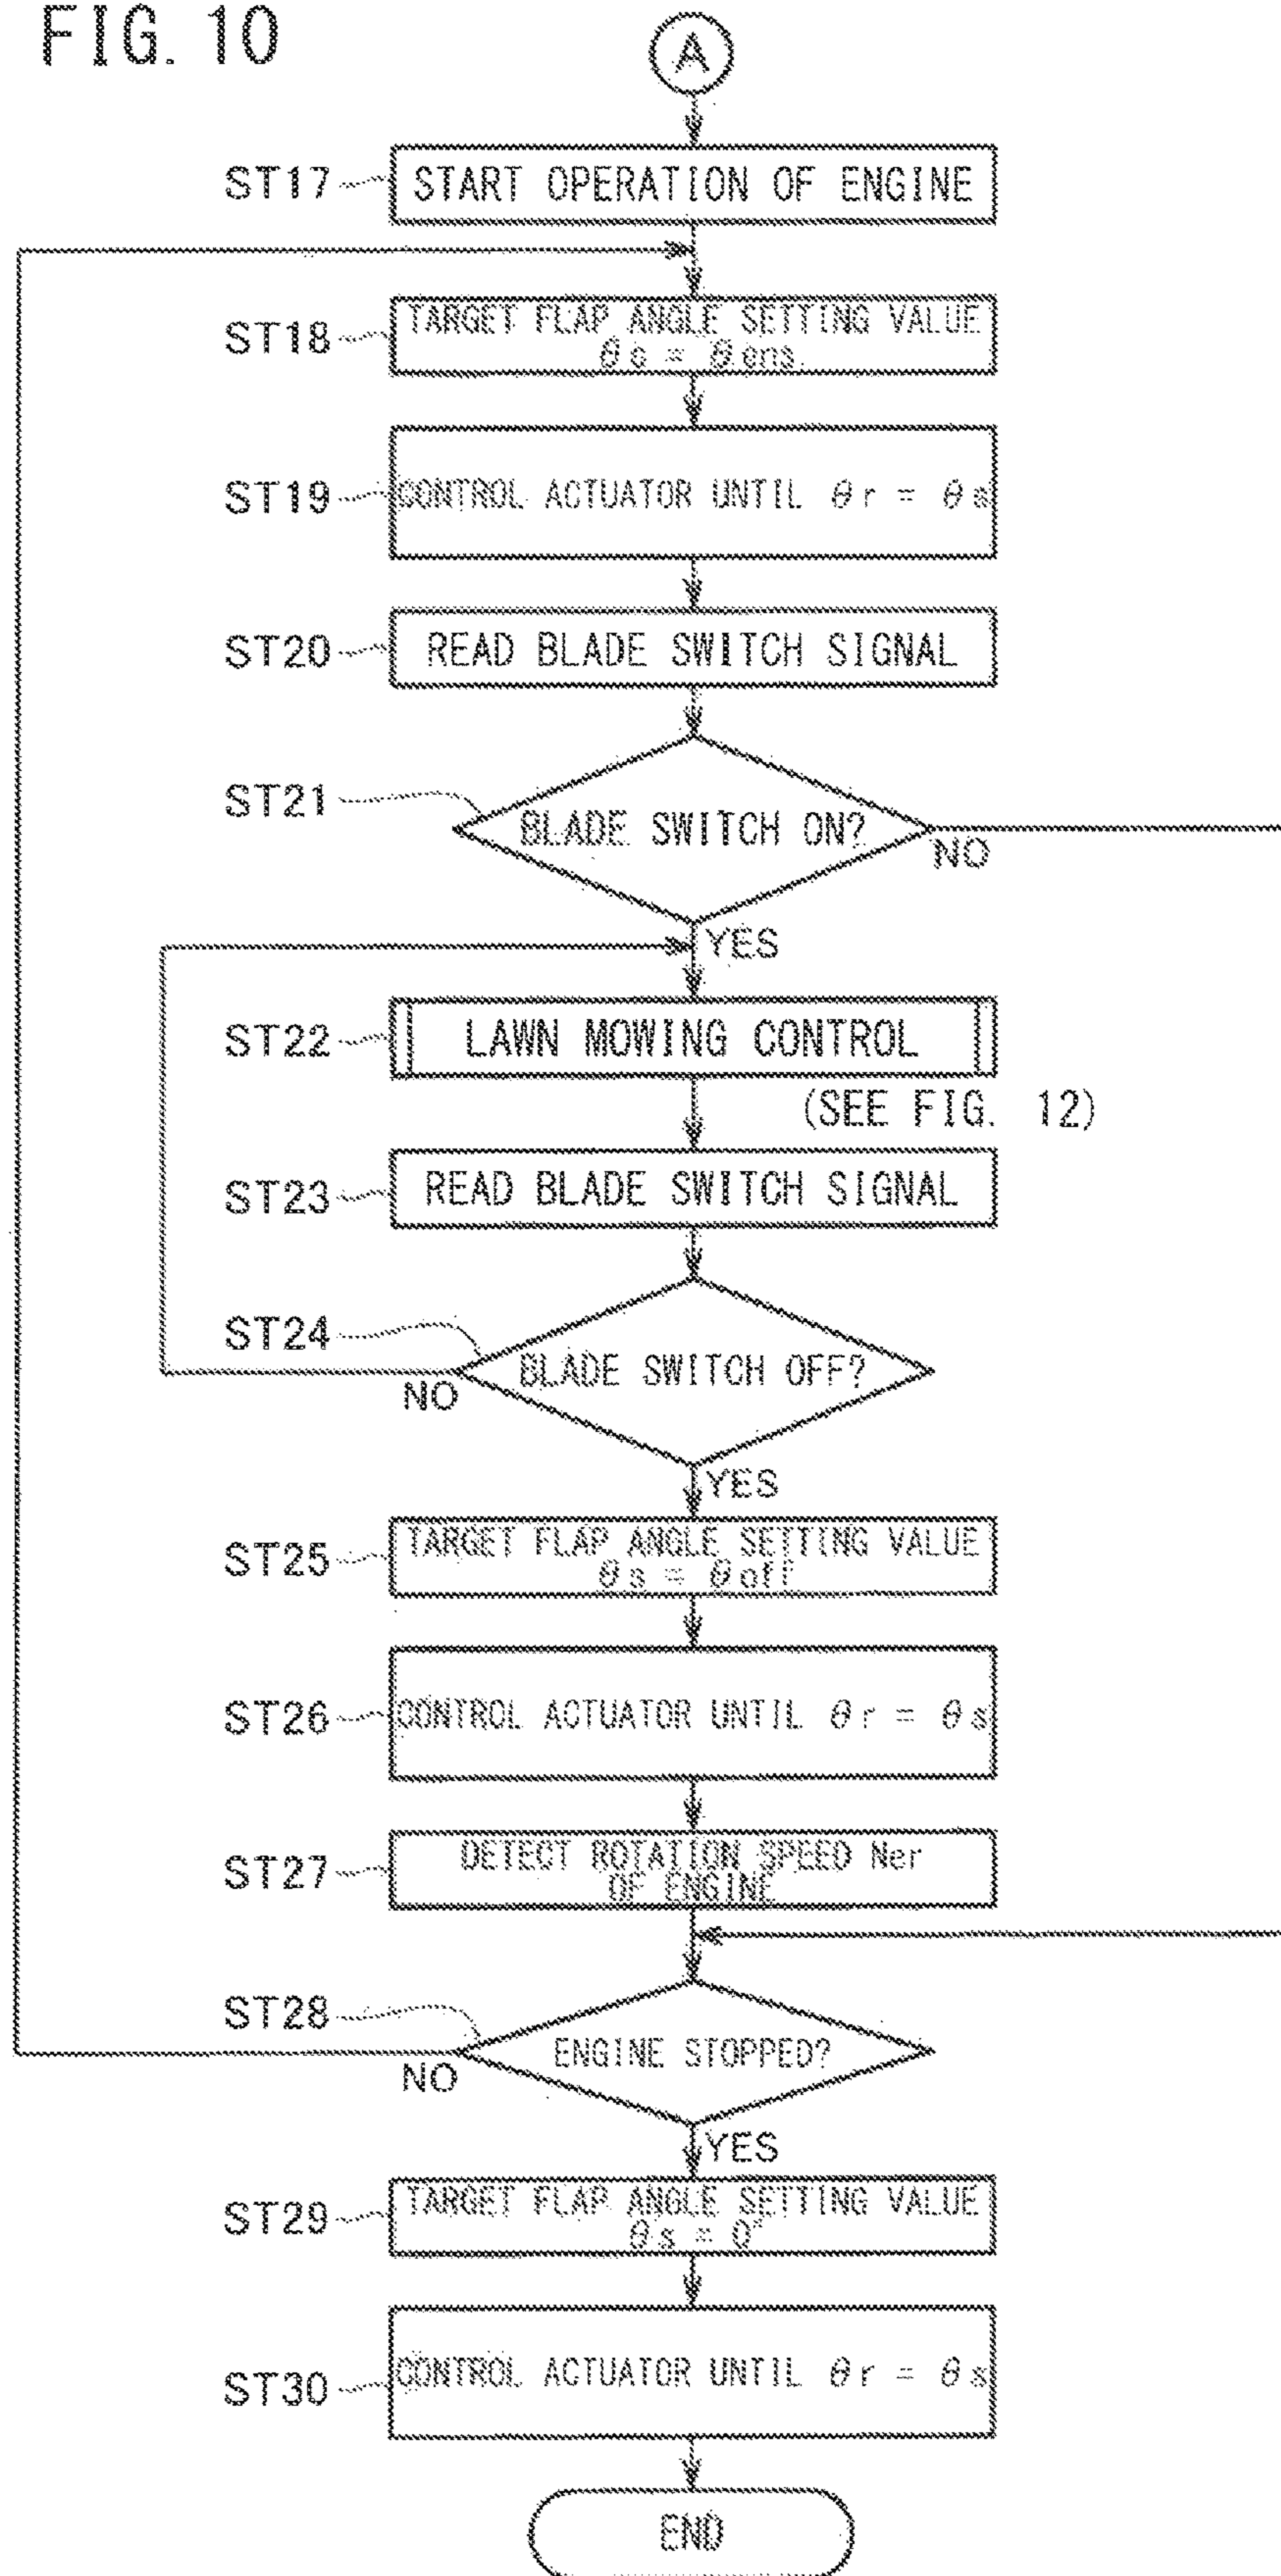 FIG. 10
A
ST17
START OPERATION OF ENGINE
ST18
TARGET FLAP ANGLE SETTING VALUE
θs = θens
ST19
CONTROL ACTUATOR UNTIL θr = θs
ST20
READ BLADE SWITCH SIGNAL
ST21
BLADE SWITCH ON?
NO
YES
ST22
LAWN MOWING CONTROL
(SEE FIG. 12)
ST23
READ BLADE SWITCH SIGNAL
ST24
BLADE SWITCH OFF?
NO
YES
ST25
TARGET FLAP ANGLE SETTING VALUE
θs = θoff
ST26
CONTROL ACTUATOR UNTIL θr = θs
ST27
DETECT ROTATION SPEED Ner
OF ENGINE
ST28
ENGINE STOPPED?
NO
YES
ST29
TARGET FLAP ANGLE SETTING VALUE
θs = 0°
ST30
CONTROL ACTUATOR UNTIL θr = θs
END